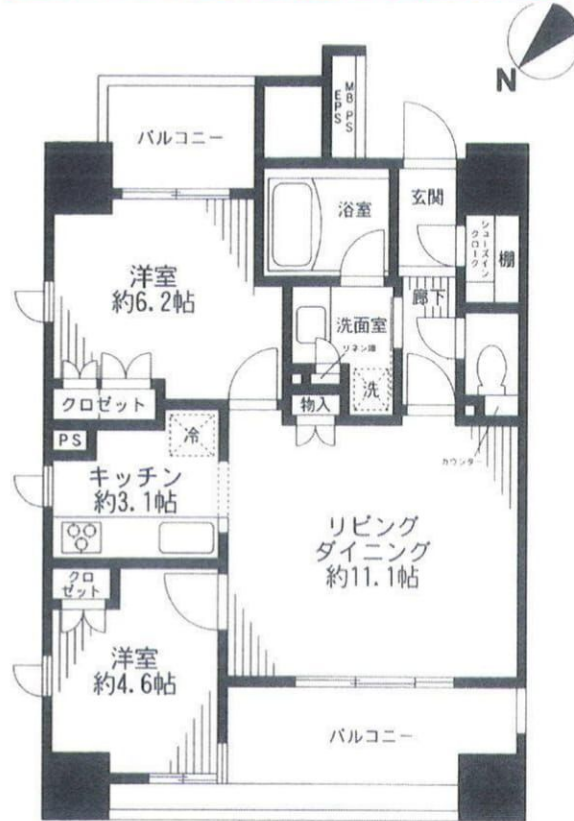 N
MB PS
EPS
バルコニー
浴室
玄関
シューズイン
クローク
棚
洋室
約6.2帖
廊下
洗面室
リネン庫
洗
クロゼット
物入
冷
PS
カウンター
キッチン
約3.1帖
リビング
ダイニング
約11.1帖
クロ
ゼット
洋室
約4.6帖
バルコニー